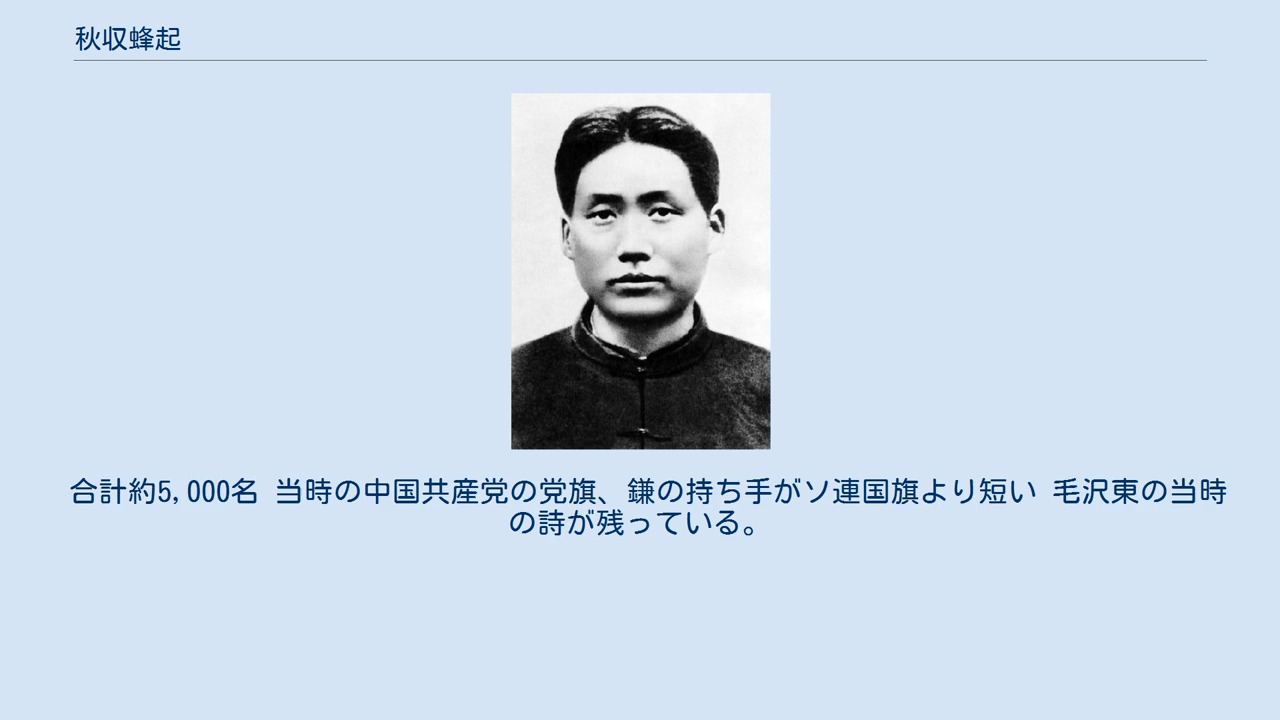 秋収蜂起
合計約5,000名 当時の中国共産党の党旗、鎌の持ち手がソ連国旗より短い 毛沢東の当時
の詩が残っている。